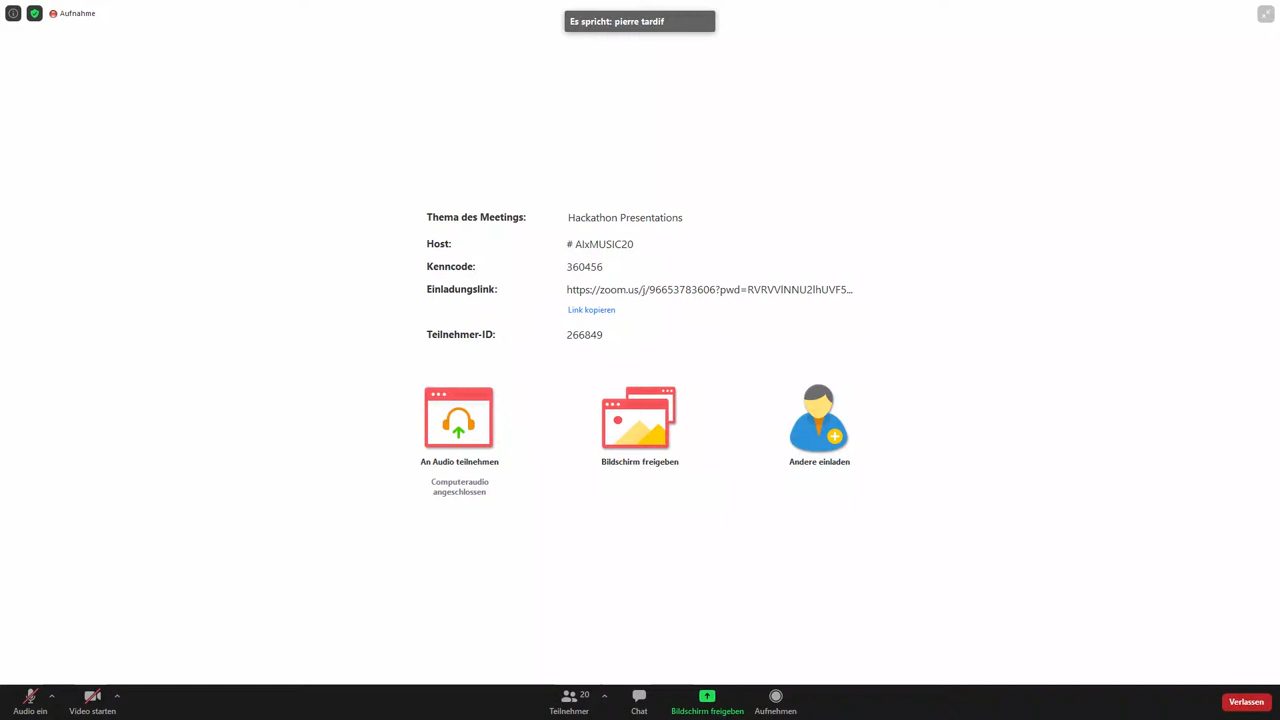 Aufnahme
Es spricht: pierre tardif
Thema des Meetings: Hackathon Presentations
Host: # AIxMUSIC20
Kenncode: 360456
Einladungslink: https://zoom.us/j/96653783606?pwd=RVRVVlNNU2lhUVF5...
Link kopieren
Teilnehmer-ID: 266849
An Audio teilnehmen
Bildschirm freigeben
Andere einladen
Computeraudio
angeschlossen
20
Audio ein
Video starten
Teilnehmer
Chat
Bildschirm freigeben
Aufnehmen
Verlassen